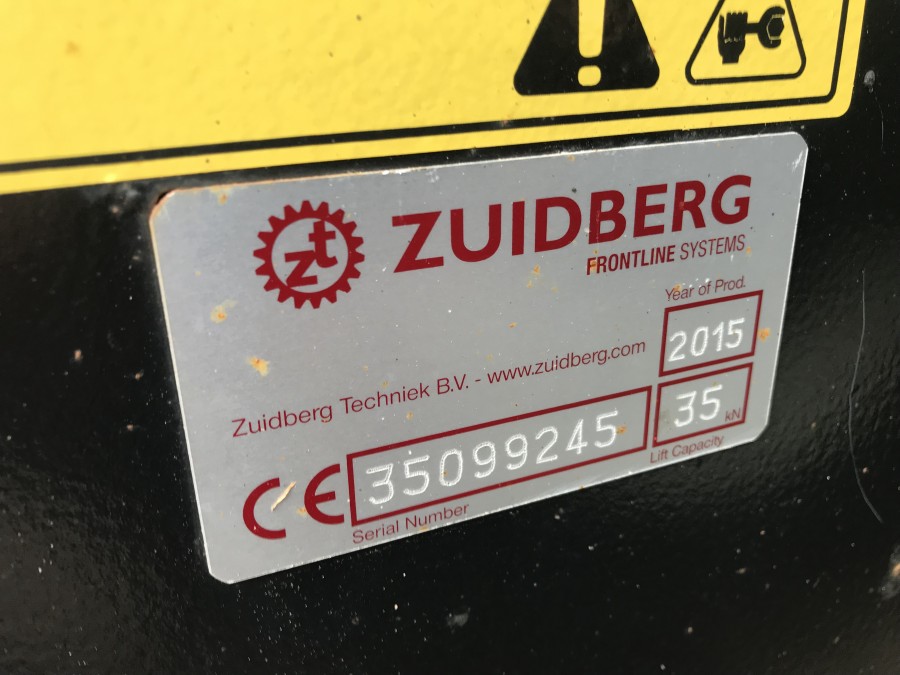 zt ZUIDBERG
FRONTLINE SYSTEMS
Year of Prod.
2015
Zuidberg Techniek B.V. - www.zuidberg.com
35 kN
Lift Capacity
CE 35099245
Serial Number